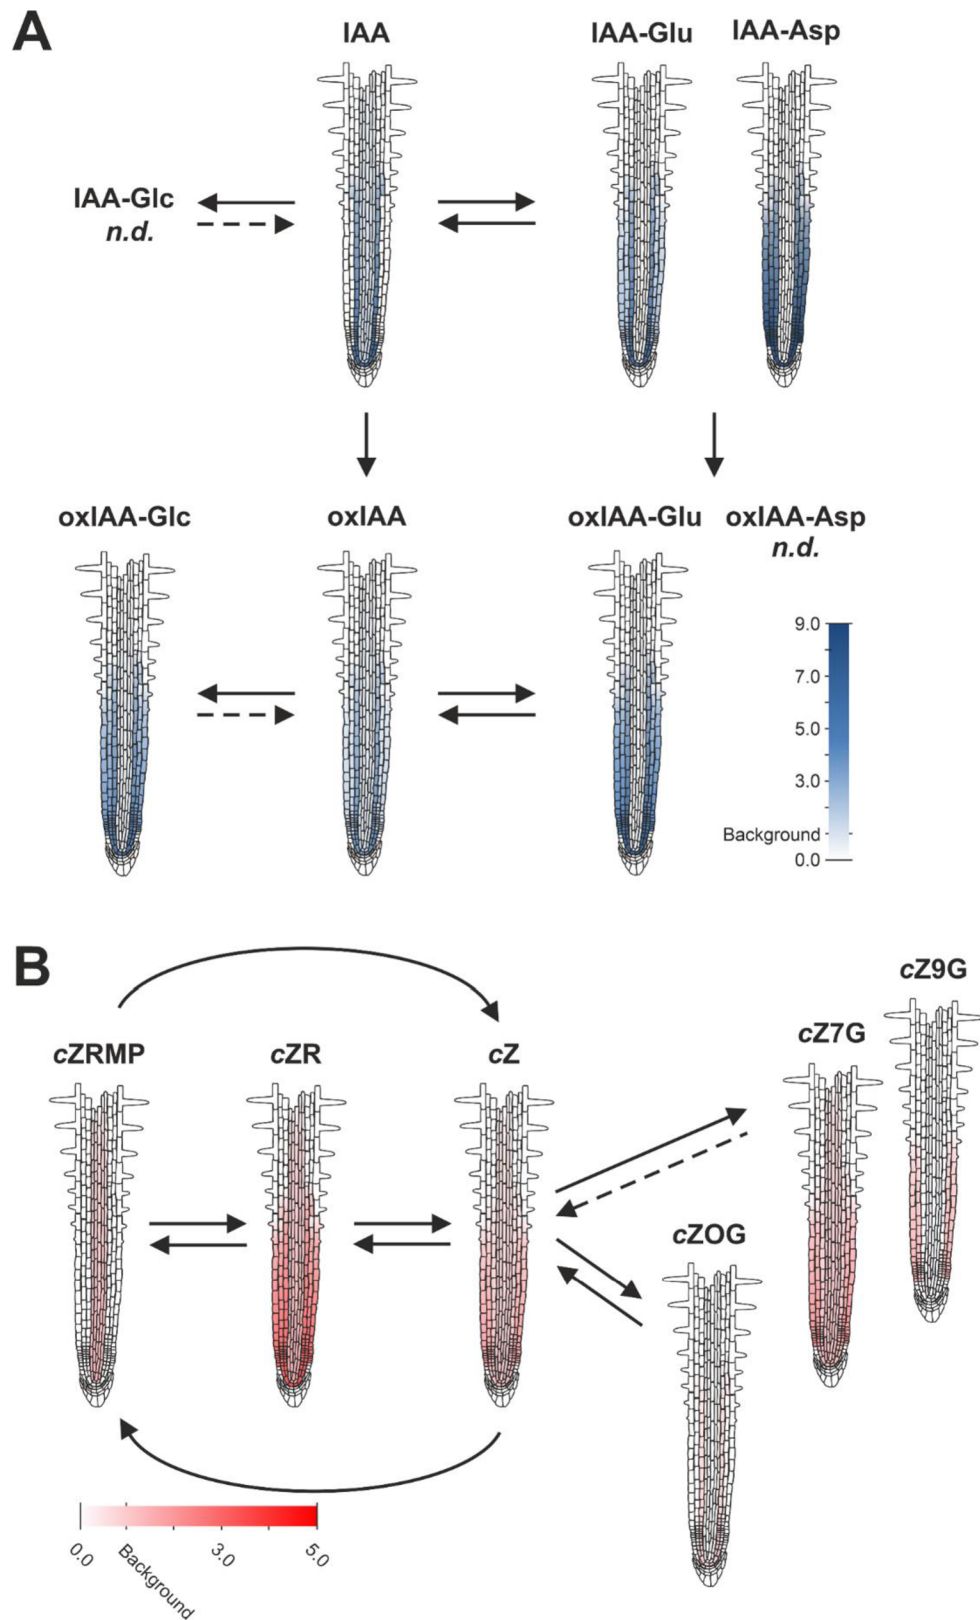 A
IAA
IAA-Glu
IAA-Asp
IAA-Glc
n.d.
oxIAA-Glc
oxIAA
oxIAA-Glu
oxIAA-Asp
n.d.
9.0
7.0
5.0
3.0
Background
0.0
B
cZ9G
cZ7G
cZRMP
cZR
cZ
cZOG
0.0
Background
3.0
5.0